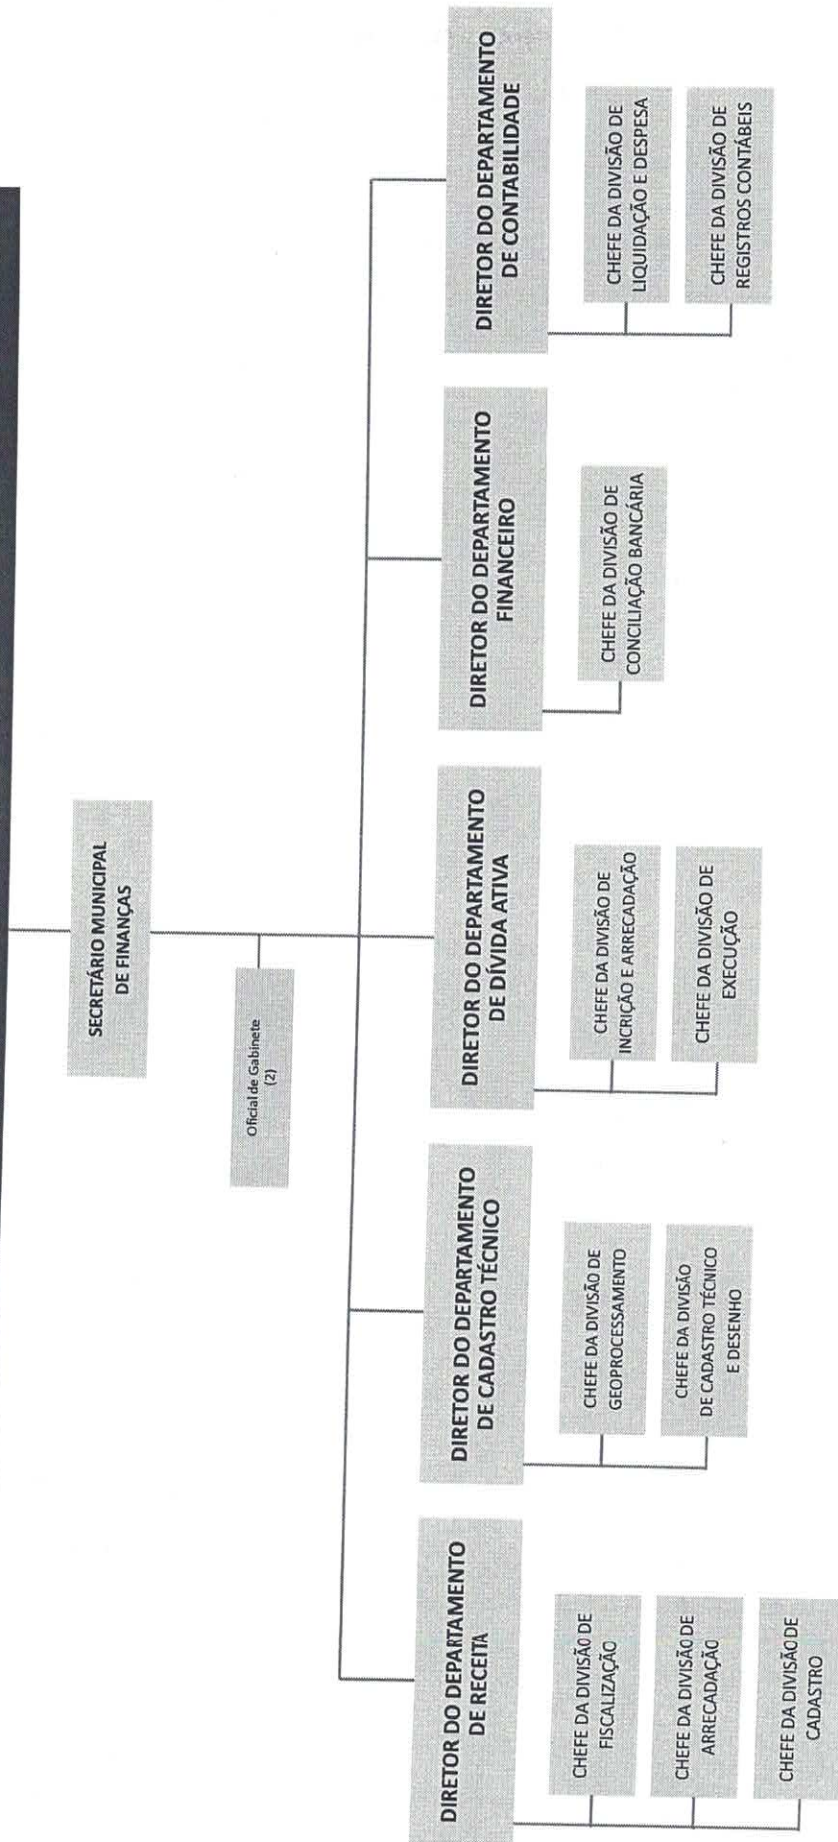 SECRETÁRIO MUNICIPAL
DE FINANÇAS
Oficial de Gabinete
(2)
DIRETOR DO DEPARTAMENTO
DE RECEITA
CHEFE DA DIVISÃO DE
FISCALIZAÇÃO
CHEFE DA DIVISÃO DE
ARRECADAÇÃO
CHEFE DA DIVISÃO DE
CADASTRO
DIRETOR DO DEPARTAMENTO
DE CADASTRO TÉCNICO
CHEFE DA DIVISÃO DE
GEOPROCESSAMENTO
CHEFE DA DIVISÃO
DE CADASTRO TÉCNICO
E DESENHO
DIRETOR DO DEPARTAMENTO
DE DÍVIDA ATIVA
CHEFE DA DIVISÃO DE
INCRIÇÃO E ARRECADAÇÃO
CHEFE DA DIVISÃO DE
EXECUÇÃO
DIRETOR DO DEPARTAMENTO
FINANCEIRO
CHEFE DA DIVISÃO DE
CONCILIAÇÃO BANCÁRIA
DIRETOR DO DEPARTAMENTO
DE CONTABILIDADE
CHEFE DA DIVISÃO DE
LIQUIDAÇÃO E DESPESA
CHEFE DA DIVISÃO DE
REGISTROS CONTÁBEIS